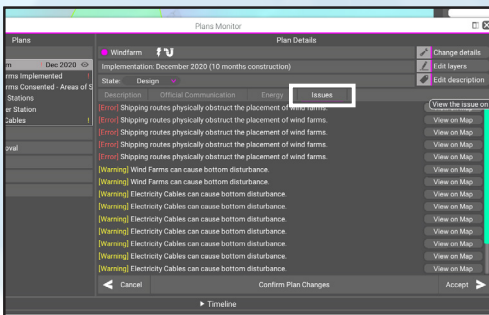 Plans Monitor
Plans
Plan Details
Windfarm
Change details
Dec 2020
Implementation: December 2020 (10 months construction)
Edit layers
rms Implemented !
State: Design
Edit description
rms Consented - Areas of S
Description Official Communication Energy Issues
Stations
View the issue on
er Station
[Error] Shipping routes physically obstruct the placement of wind farms.
Cables !
[Error] Shipping routes physically obstruct the placement of wind farms. View on Map
[Error] Shipping routes physically obstruct the placement of wind farms. View on Map
oval
[Error] Shipping routes physically obstruct the placement of wind farms. View on Map
[Error] Shipping routes physically obstruct the placement of wind farms. View on Map
[Warning] Wind Farms can cause bottom disturbance. View on Map
[Warning] Wind Farms can cause bottom disturbance. View on Map
[Warning] Electricity Cables can cause bottom disturbance. View on Map
[Warning] Electricity Cables can cause bottom disturbance. View on Map
[Warning] Electricity Cables can cause bottom disturbance. View on Map
[Warning] Electricity Cables can cause bottom disturbance. View on Map
[Warning] Electricity Cables can cause bottom disturbance. View on Map
[Warning] Electricity Cables can cause bottom disturbance. View on Map
[Warning] Electricity Cables can cause bottom disturbance. View on Map
Cancel Confirm Plan Changes Accept
Timeline